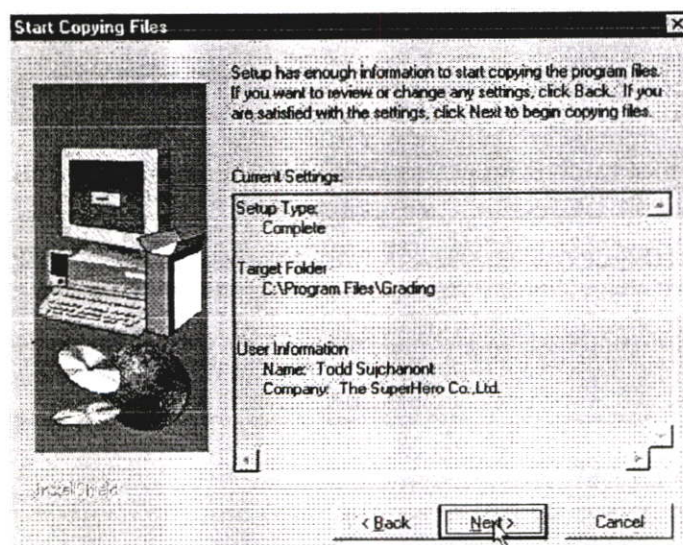 Start Copying Files
Setup has enough information to start copying the program files.
If you want to review or change any settings, click Back. If you
are satisfied with the settings, click Next to begin copying files.
Current Settings:
Setup Type:
Complete
Target Folder
C:\Program Files\Grading
User Information
Name: Todd Sujchanont
Company: The SuperHero Co.,Ltd.
InstallShield
< Back
Next >
Cancel